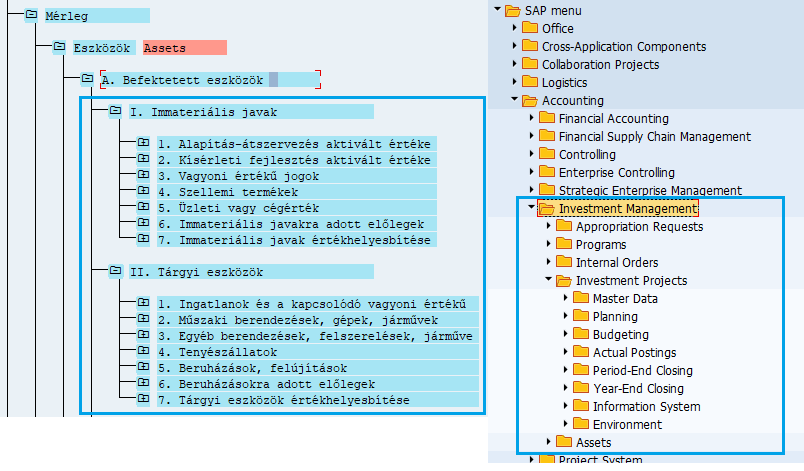 Mérleg
Eszközök Assets
A. Befektetett eszközök
I. Immateriális javak
1. Alapítás-átszervezés aktivált értéke
2. Kísérleti fejlesztés aktivált értéke
3. Vagyoni értékű jogok
4. Szellemi termékek
5. Üzleti vagy cégérték
6. Immateriális javakra adott előlegek
7. Immateriális javak értékhelyesbítése
II. Tárgyi eszközök
1. Ingatlanok és a kapcsolódó vagyoni értékű
2. Műszaki berendezések, gépek, járművek
3. Egyéb berendezések, felszerelések, járműve
4. Tenyészállatok
5. Beruházások, felújítások
6. Beruházásokra adott előlegek
7. Tárgyi eszközök értékhelyesbítése
SAP menu
Office
Cross-Application Components
Collaboration Projects
Logistics
Accounting
Financial Accounting
Financial Supply Chain Management
Controlling
Enterprise Controlling
Strategic Enterprise Management
Investment Management
Appropriation Requests
Programs
Internal Orders
Investment Projects
Master Data
Planning
Budgeting
Actual Postings
Period-End Closing
Year-End Closing
Information System
Environment
Assets
Project System